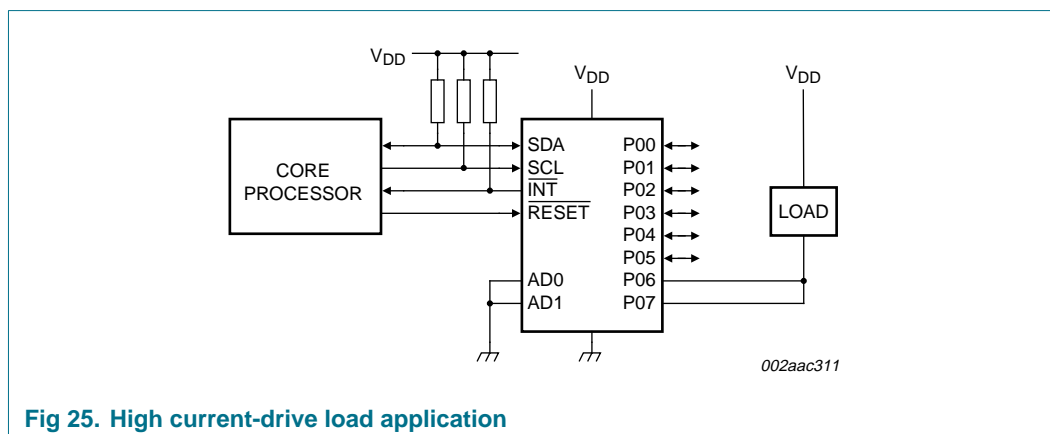 VDD
VDD
VDD
CORE
PROCESSOR
SDA
SCL
INT
RESET
AD0
AD1
P00
P01
P02
P03
P04
P05
P06
P07
LOAD
002aac311
Fig 25. High current-drive load application